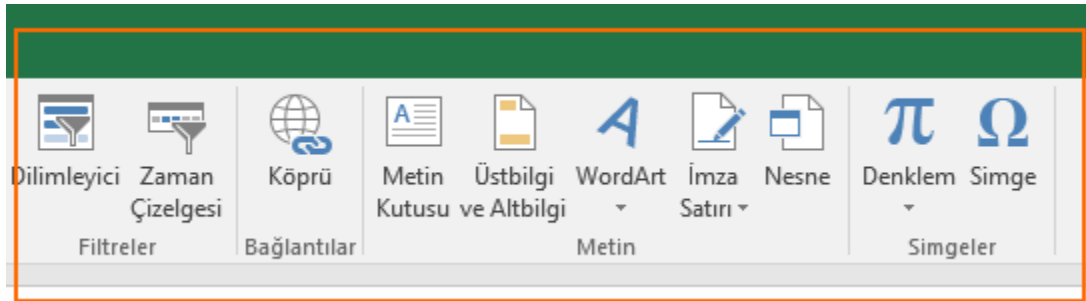 Dilimleyici
Zaman
Çizelgesi
Filtreler
Köprü
Bağlantılar
A
Metin
Kutusu
Üstbilgi
ve Altbilgi
A
WordArt
İmza
Satırı
Nesne
Metin
π
Denklem
Ω
Simge
Simgeler